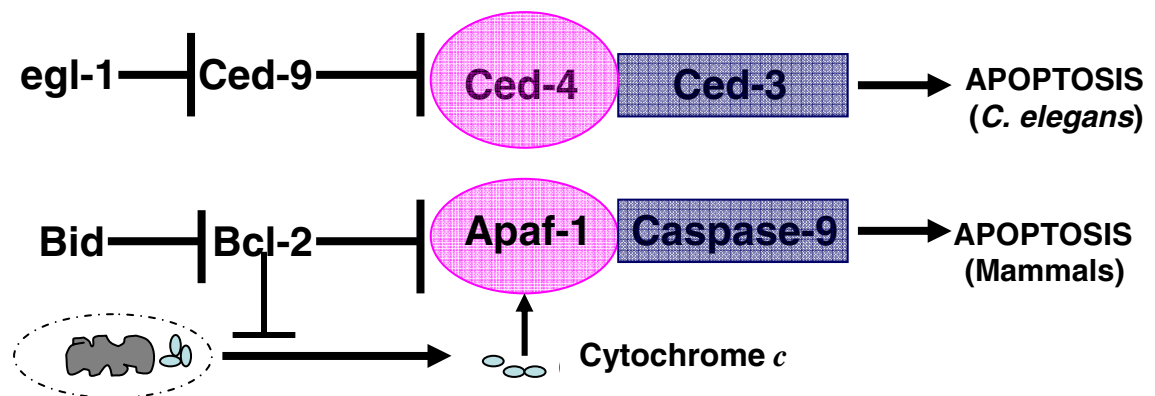 egl-1 Ced-9 Ced-4 Ced-3 APOPTOSIS
(C. elegans)
Bid Bcl-2 Apaf-1 Caspase-9 APOPTOSIS
(Mammals)
Cytochrome c